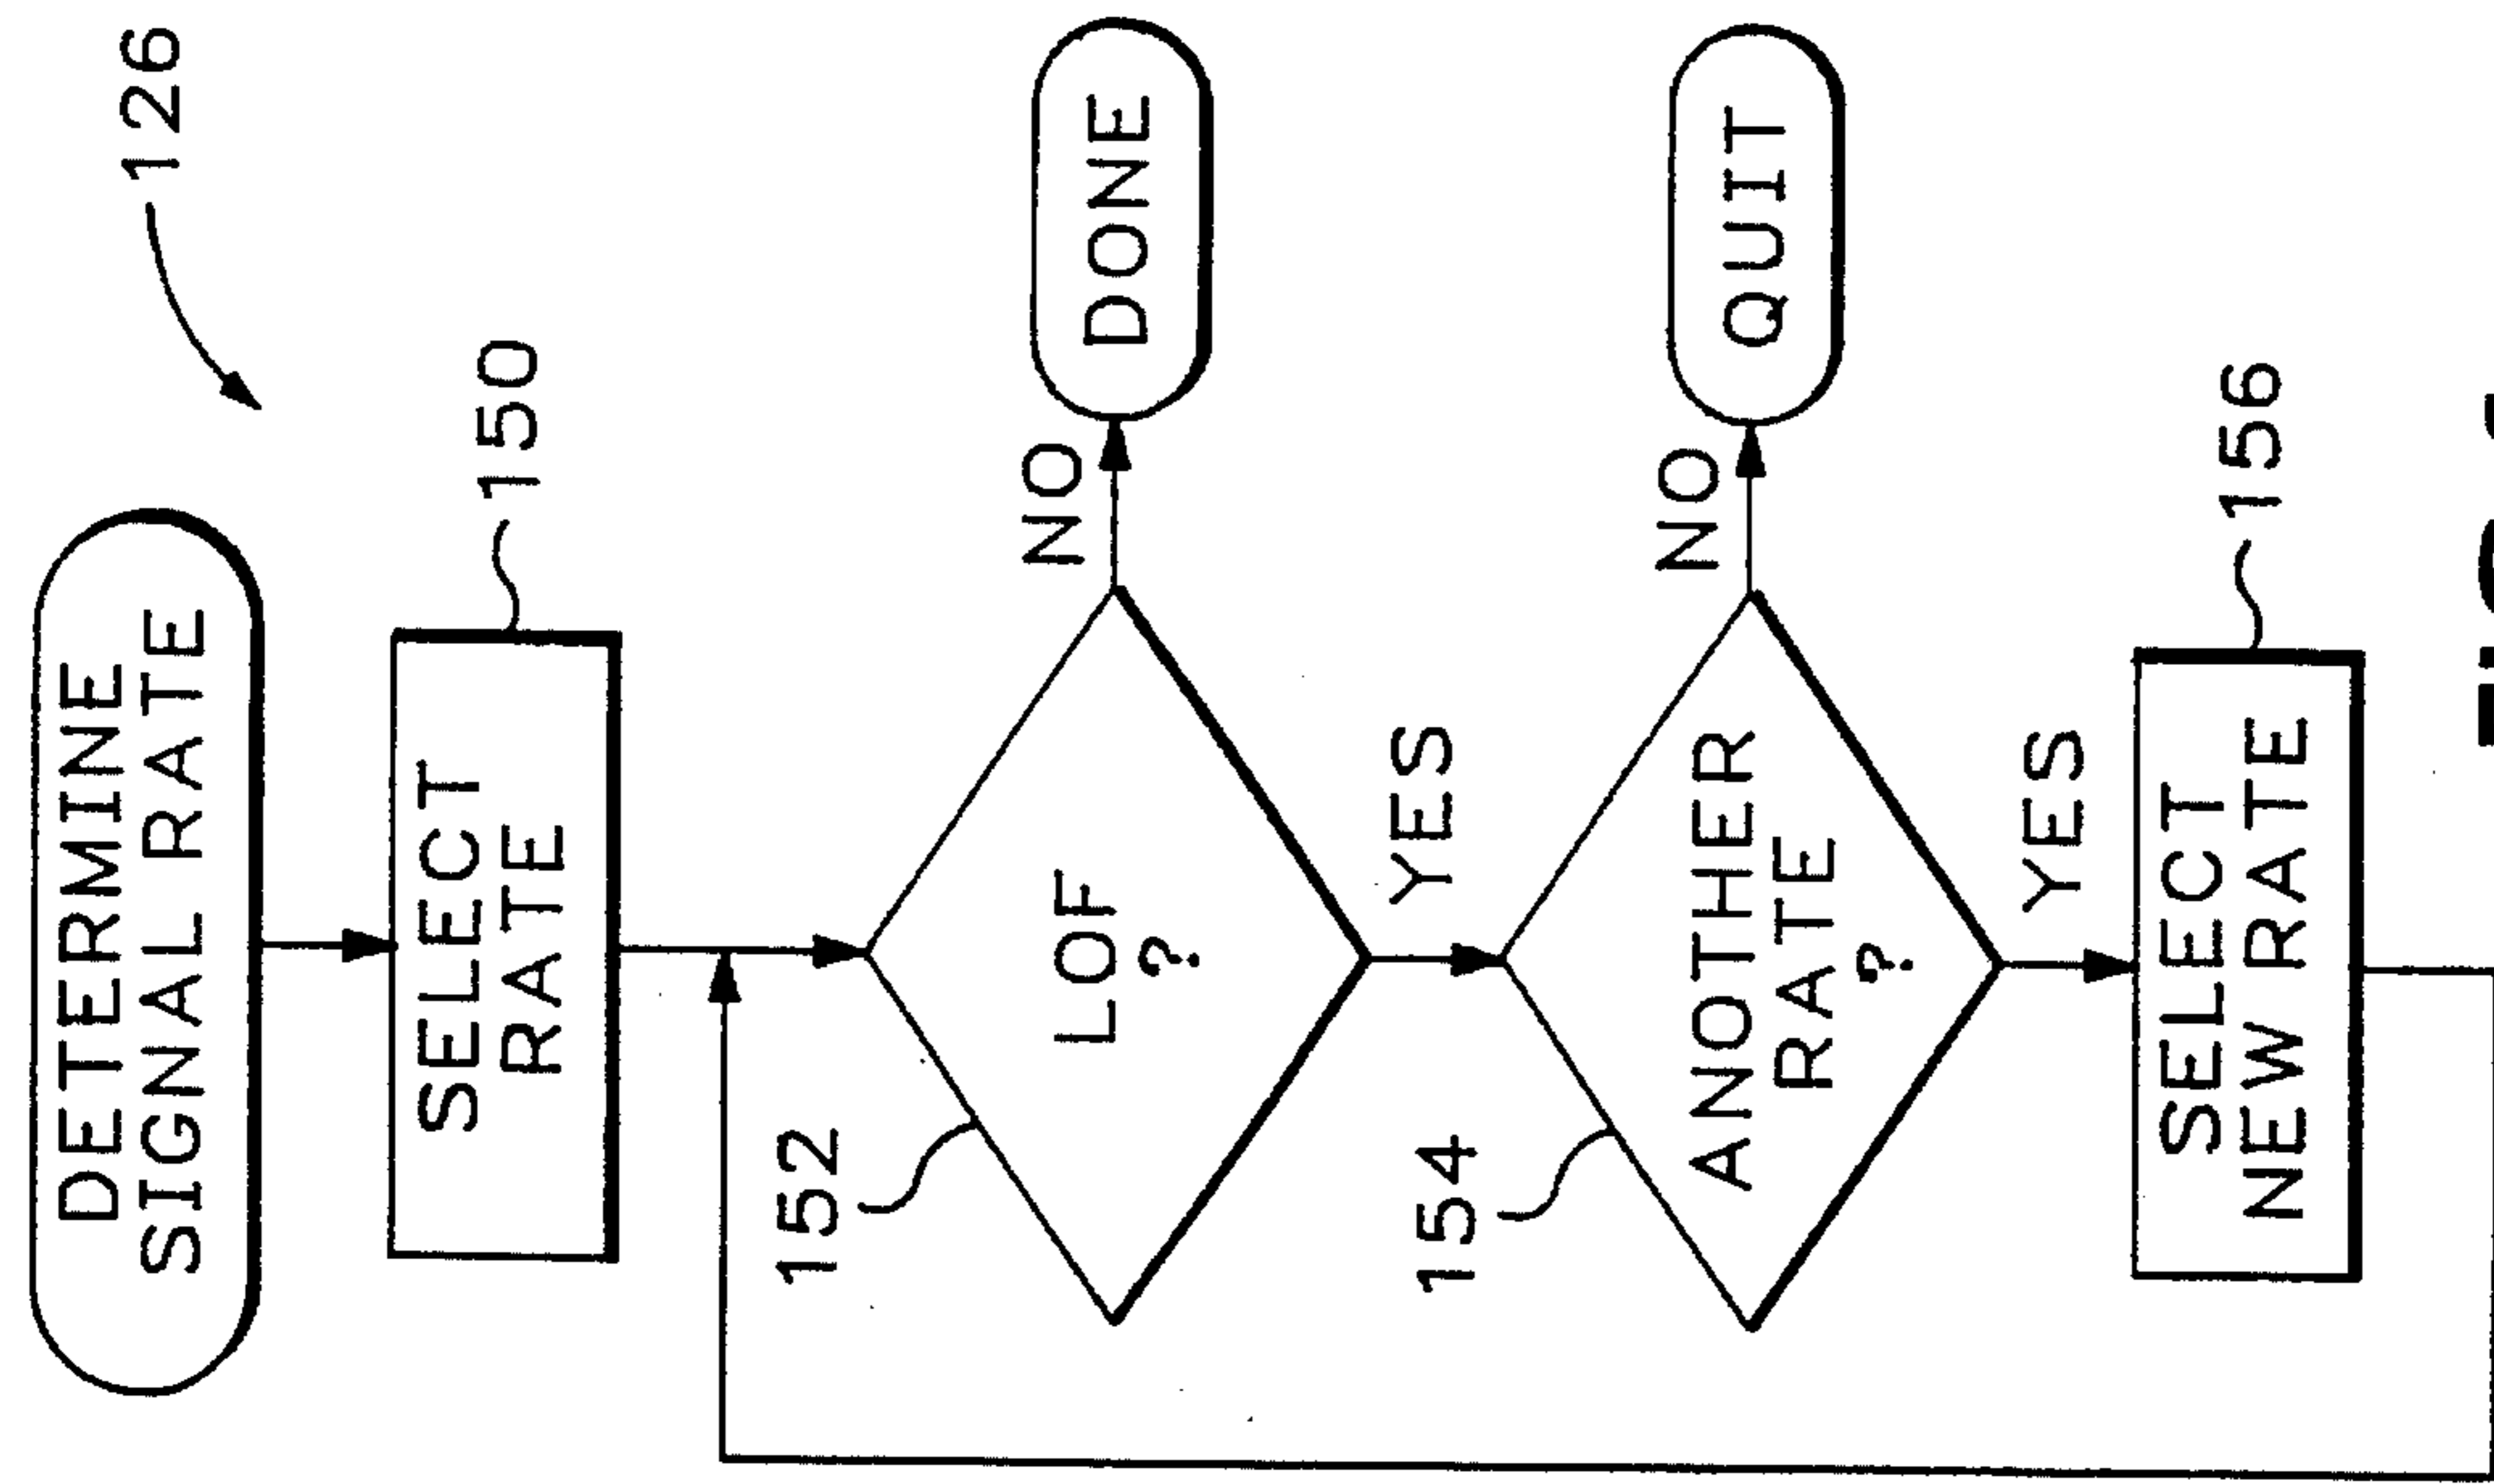 126
DETERMINE
SIGNAL RATE
150
SELECT
RATE
152
LOF
?
NO
DONE
YES
154
ANOTHER
RATE
?
NO
QUIT
YES
156
SELECT
NEW RATE